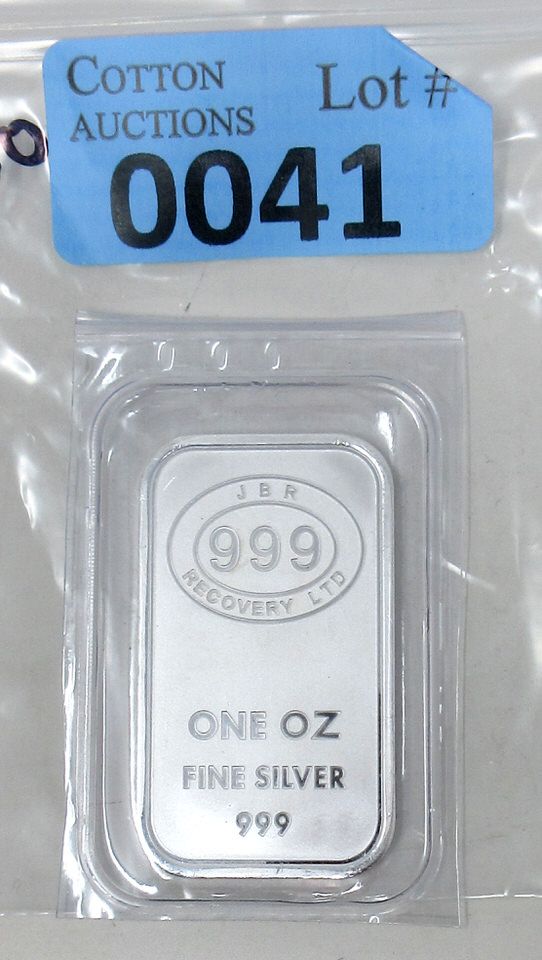 COTTON
AUCTIONS
Lot #
0041
JBR
999
RECOVERY LTD
ONE OZ
FINE SILVER
999